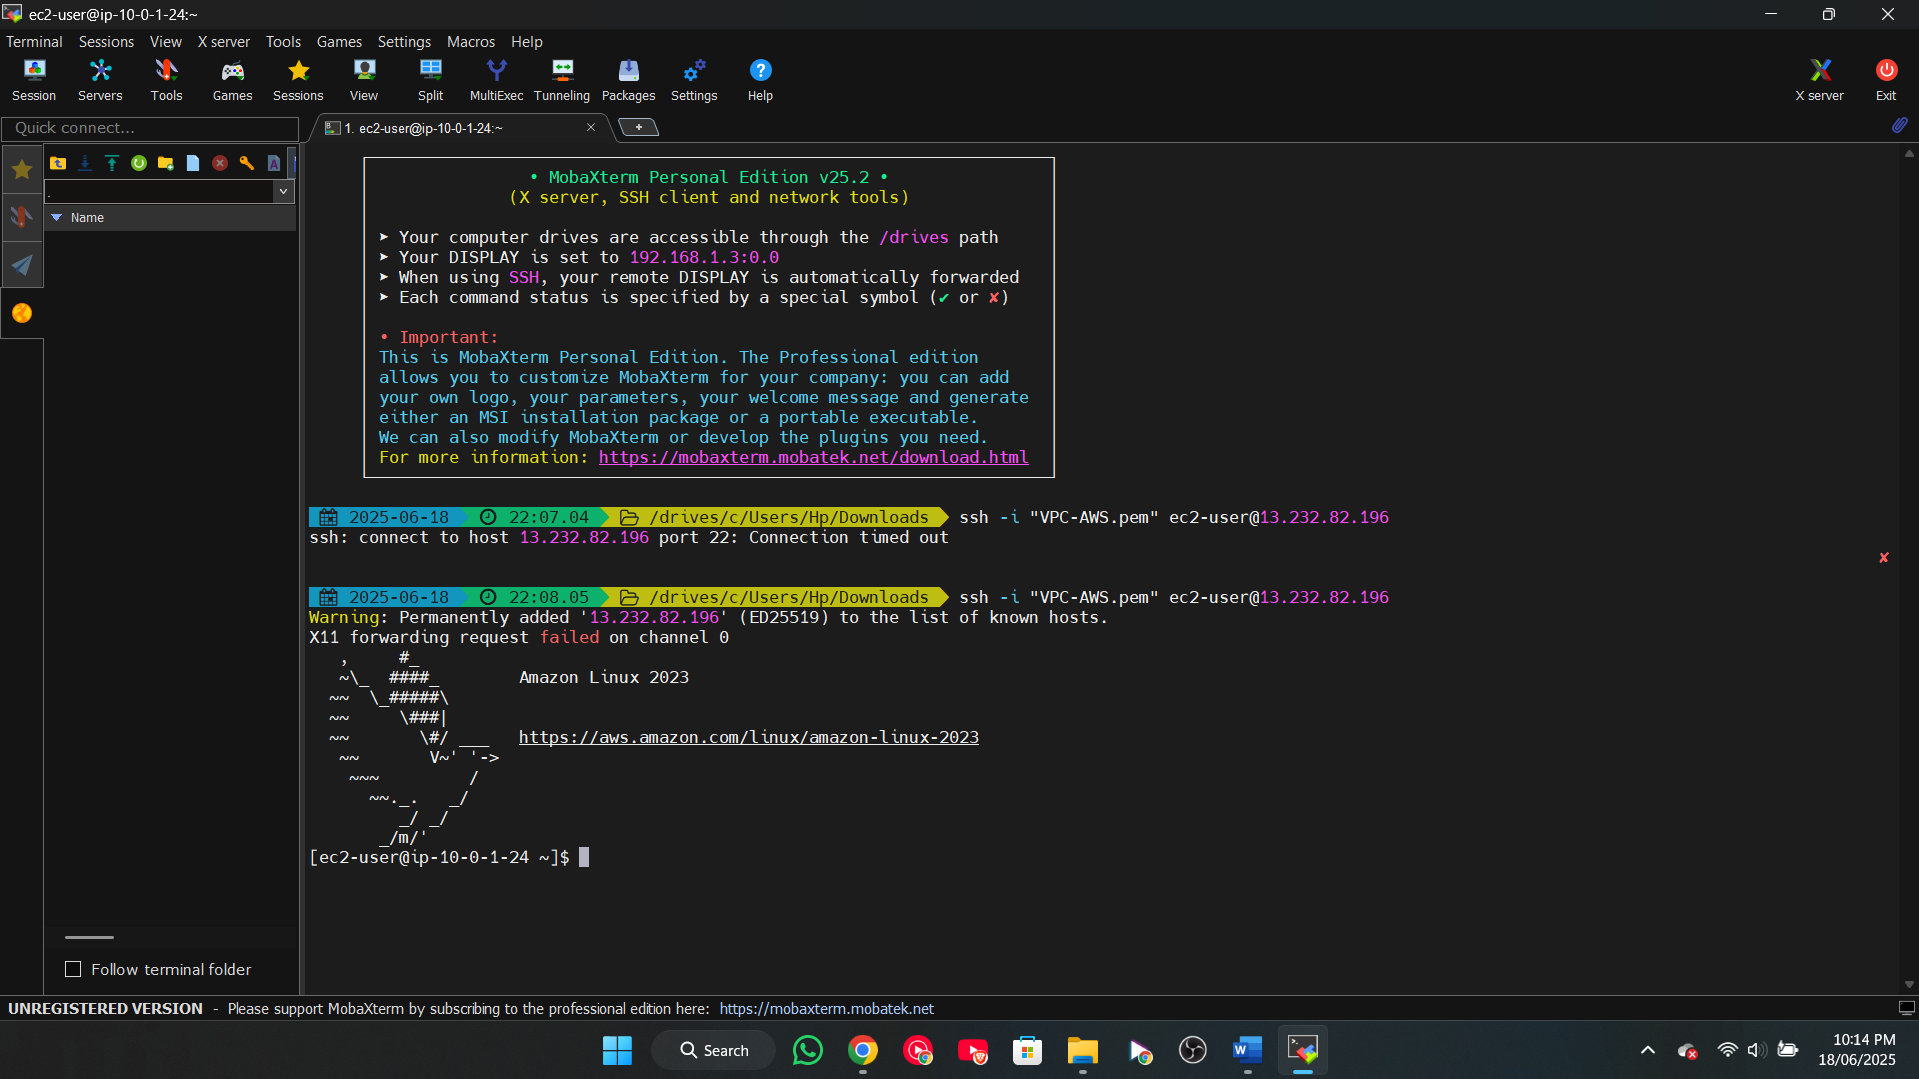 ec2-user@ip-10-0-1-24:~
Terminal Sessions View X server Tools Games Settings Macros Help
Session Servers Tools Games Sessions View Split MultiExec Tunneling Packages Settings Help X server Exit
Quick connect...
1. ec2-user@ip-10-0-1-24:~
.
Name
• MobaXterm Personal Edition v25.2 •
(X server, SSH client and network tools)
➤ Your computer drives are accessible through the /drives path
➤ Your DISPLAY is set to 192.168.1.3:0.0
➤ When using SSH, your remote DISPLAY is automatically forwarded
➤ Each command status is specified by a special symbol (✔ or ✘)
• Important:
This is MobaXterm Personal Edition. The Professional edition
allows you to customize MobaXterm for your company: you can add
your own logo, your parameters, your welcome message and generate
either an MSI installation package or a portable executable.
We can also modify MobaXterm or develop the plugins you need.
For more information: https://mobaxterm.mobatek.net/download.html
2025-06-18 22:07.04 /drives/c/Users/Hp/Downloads ssh -i "VPC-AWS.pem" ec2-user@13.232.82.196
ssh: connect to host 13.232.82.196 port 22: Connection timed out
✘
2025-06-18 22:08.05 /drives/c/Users/Hp/Downloads ssh -i "VPC-AWS.pem" ec2-user@13.232.82.196
Warning: Permanently added '13.232.82.196' (ED25519) to the list of known hosts.
X11 forwarding request failed on channel 0
   ,     #_
   ~\_  ####_        Amazon Linux 2023
  ~~  \_#####\
  ~~     \###|
  ~~       \#/ ___   https://aws.amazon.com/linux/amazon-linux-2023
   ~~       V~' '->
    ~~~         /
      ~~._.   _/
         _/ _/
       _/m/'
[ec2-user@ip-10-0-1-24 ~]$
Follow terminal folder
UNREGISTERED VERSION - Please support MobaXterm by subscribing to the professional edition here: https://mobaxterm.mobatek.net
Search
10:14 PM
18/06/2025